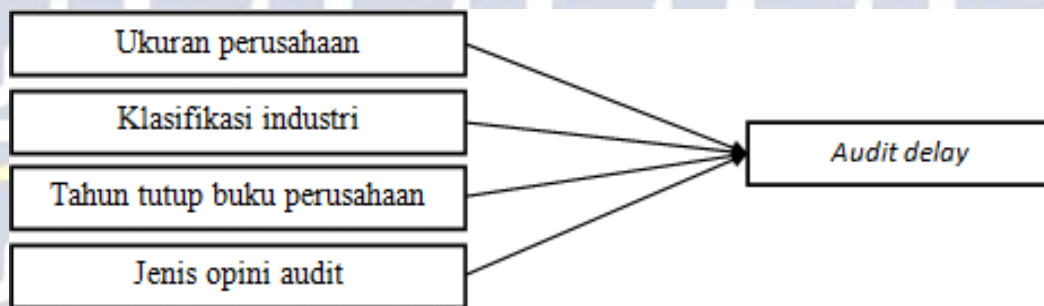 Ukuran perusahaan
Klasifikasi industri
Tahun tutup buku perusahaan
Jenis opini audit
Audit delay